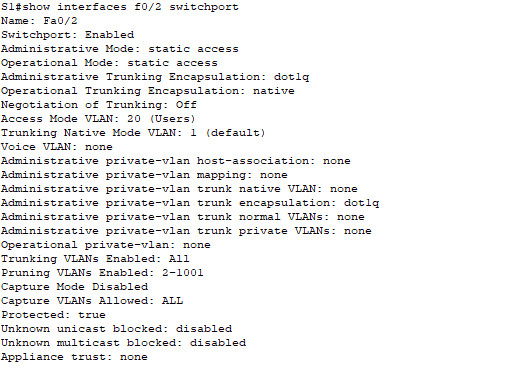 S1#show interfaces f0/2 switchport
Name: Fa0/2
Switchport: Enabled
Administrative Mode: static access
Operational Mode: static access
Administrative Trunking Encapsulation: dot1q
Operational Trunking Encapsulation: native
Negotiation of Trunking: Off
Access Mode VLAN: 20 (Users)
Trunking Native Mode VLAN: 1 (default)
Voice VLAN: none
Administrative private-vlan host-association: none
Administrative private-vlan mapping: none
Administrative private-vlan trunk native VLAN: none
Administrative private-vlan trunk encapsulation: dot1q
Administrative private-vlan trunk normal VLANs: none
Administrative private-vlan trunk private VLANs: none
Operational private-vlan: none
Trunking VLANs Enabled: All
Pruning VLANs Enabled: 2-1001
Capture Mode Disabled
Capture VLANs Allowed: ALL
Protected: true
Unknown unicast blocked: disabled
Unknown multicast blocked: disabled
Appliance trust: none